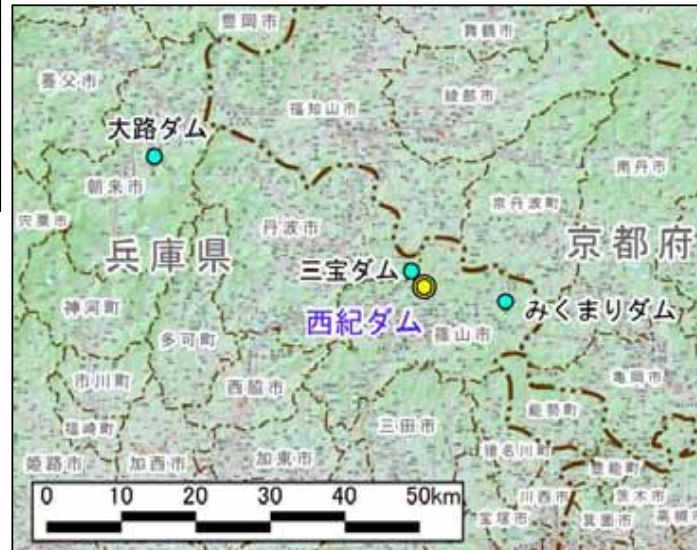 豊岡市
舞鶴市
養父市
福知山市
綾部市
大路ダム
朝来市
南丹市
京丹波町
宍粟市
丹波市
兵庫県
京都府
三宝ダム
神河町
西紀ダム
みくまりダム
篠山市
多可町
市川町
西脇市
亀岡市
能勢町
福崎町
三田市
猪名川町
姫路市
加西市
加東市
豊能町
川西市
茨木市
宝塚市
箕面市
高槻市
0 10 20 30 40 50km